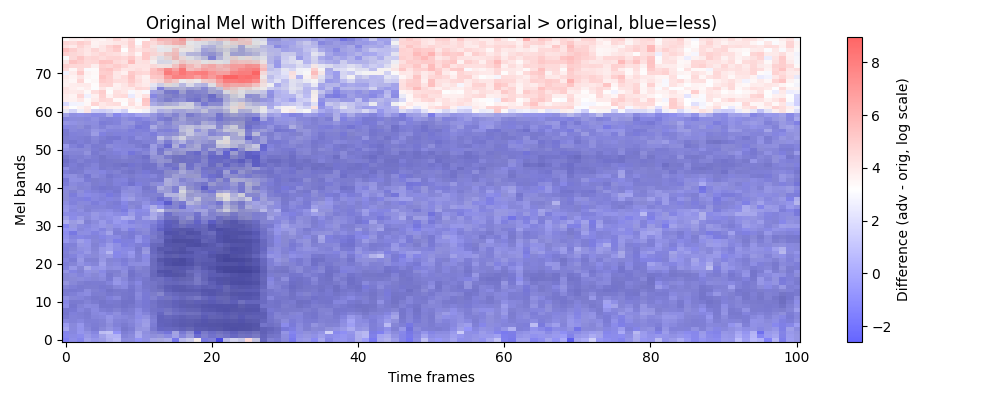 Original Mel with Differences (red=adversarial > original, blue=less)
70
60
50
40
30
20
10
0
Mel bands
0 20 40 60 80 100
Time frames
8
6
4
2
0
−2
Difference (adv - orig, log scale)